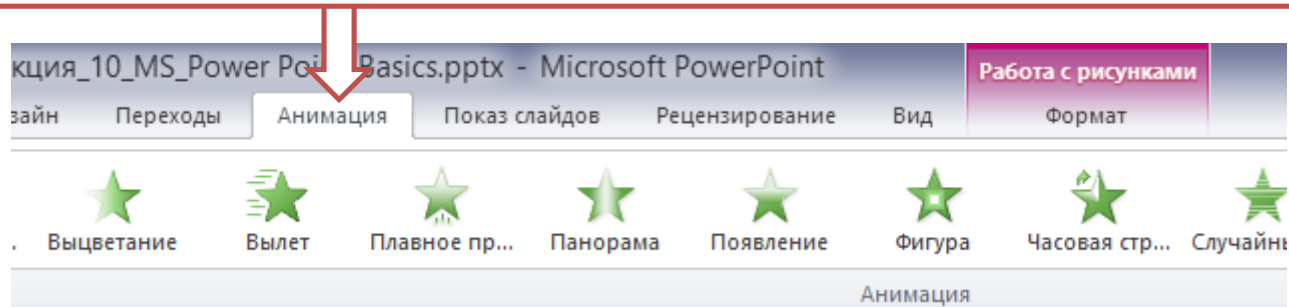 кция_10_MS_Power Poi Basics.pptx - Microsoft PowerPoint
Работа с рисунками
зайн Переходы Анимация Показ слайдов Рецензирование Вид Формат
. Выцветание Вылет Плавное пр... Панорама Появление Фигура Часовая стр... Случайны
Анимация